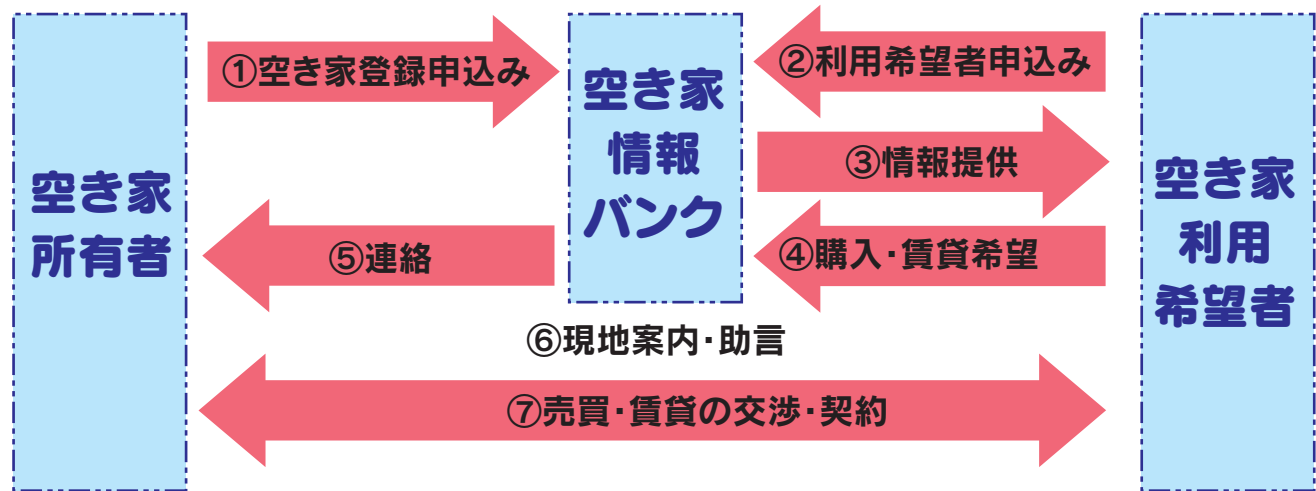 空き家
所有者
①空き家登録申込み
空き家
情報
バンク
②利用希望者申込み
③情報提供
④購入・賃貸希望
⑤連絡
⑥現地案内・助言
⑦売買・賃貸の交渉・契約
空き家
利用
希望者